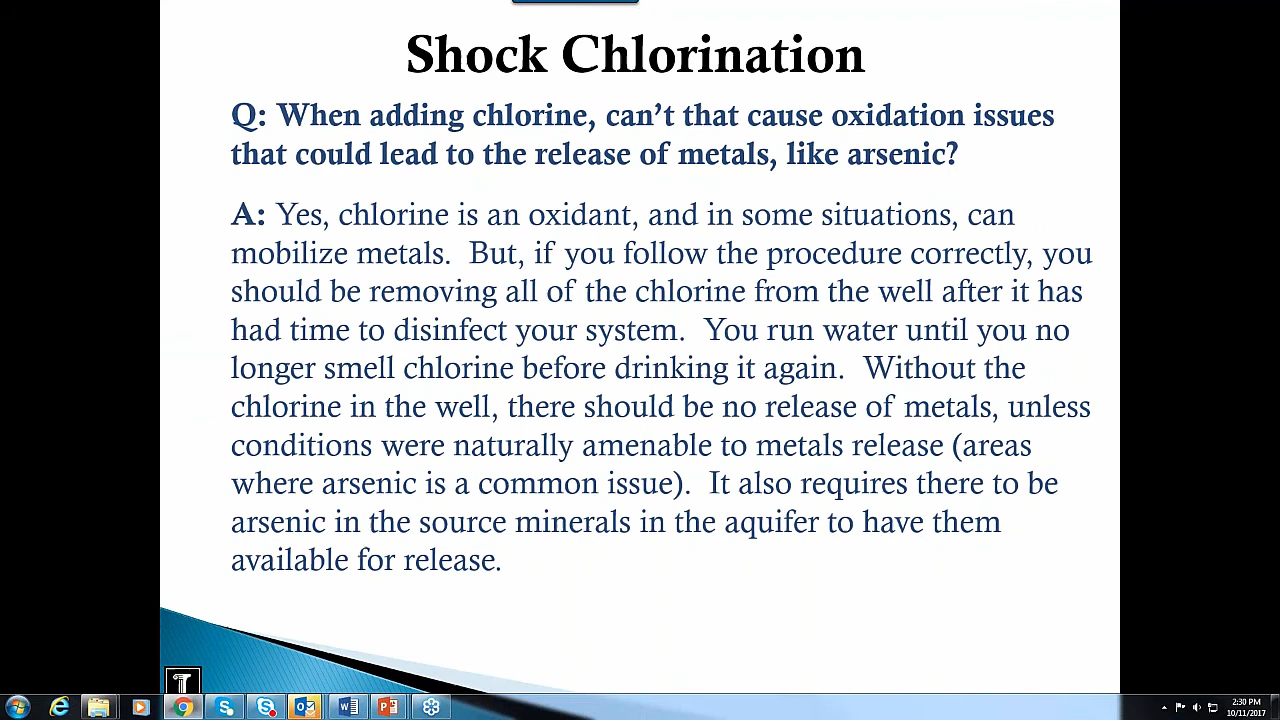 Shock Chlorination
Q: When adding chlorine, can't that cause oxidation issues
that could lead to the release of metals, like arsenic?
A: Yes, chlorine is an oxidant, and in some situations, can
mobilize metals. But, if you follow the procedure correctly, you
should be removing all of the chlorine from the well after it has
had time to disinfect your system. You run water until you no
longer smell chlorine before drinking it again. Without the
chlorine in the well, there should be no release of metals, unless
conditions were naturally amenable to metals release (areas
where arsenic is a common issue). It also requires there to be
arsenic in the source minerals in the aquifer to have them
available for release.
I
2:30 PM
10/11/2017